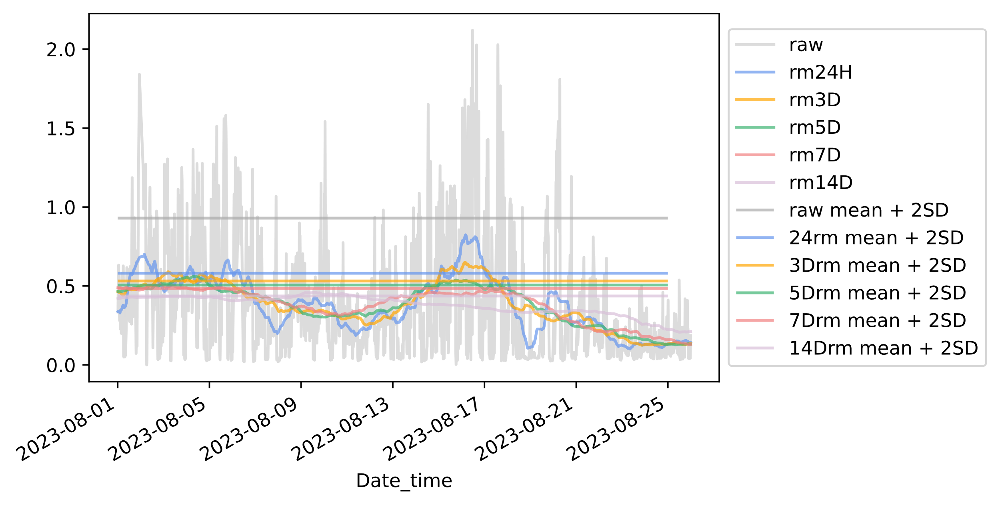 2.0
1.5
1.0
0.5
0.0
2023-08-01
2023-08-05
2023-08-09
2023-08-13
2023-08-17
2023-08-21
2023-08-25
Date_time
raw
rm24H
rm3D
rm5D
rm7D
rm14D
raw mean + 2SD
24rm mean + 2SD
3Drm mean + 2SD
5Drm mean + 2SD
7Drm mean + 2SD
14Drm mean + 2SD